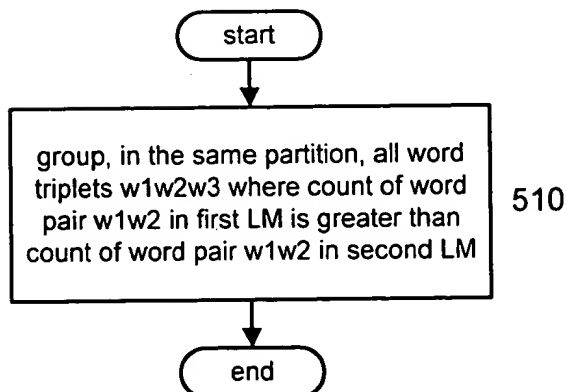 start
group, in the same partition, all word
triplets w1w2w3 where count of word
pair w1w2 in first LM is greater than
count of word pair w1w2 in second LM
510
end